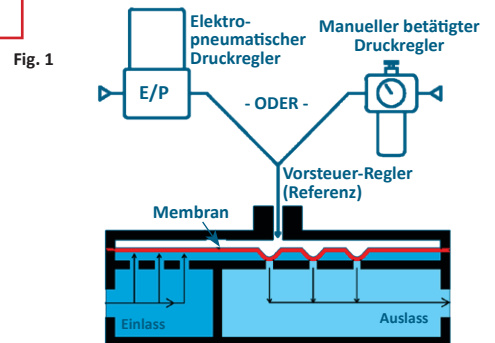 Fig. 1
Elektro-
pneumatischer
Druckregler
Manueller betätigter
Druckregler
E/P
- ODER -
Vorsteuer-Regler
(Referenz)
Membran
Einlass
Auslass